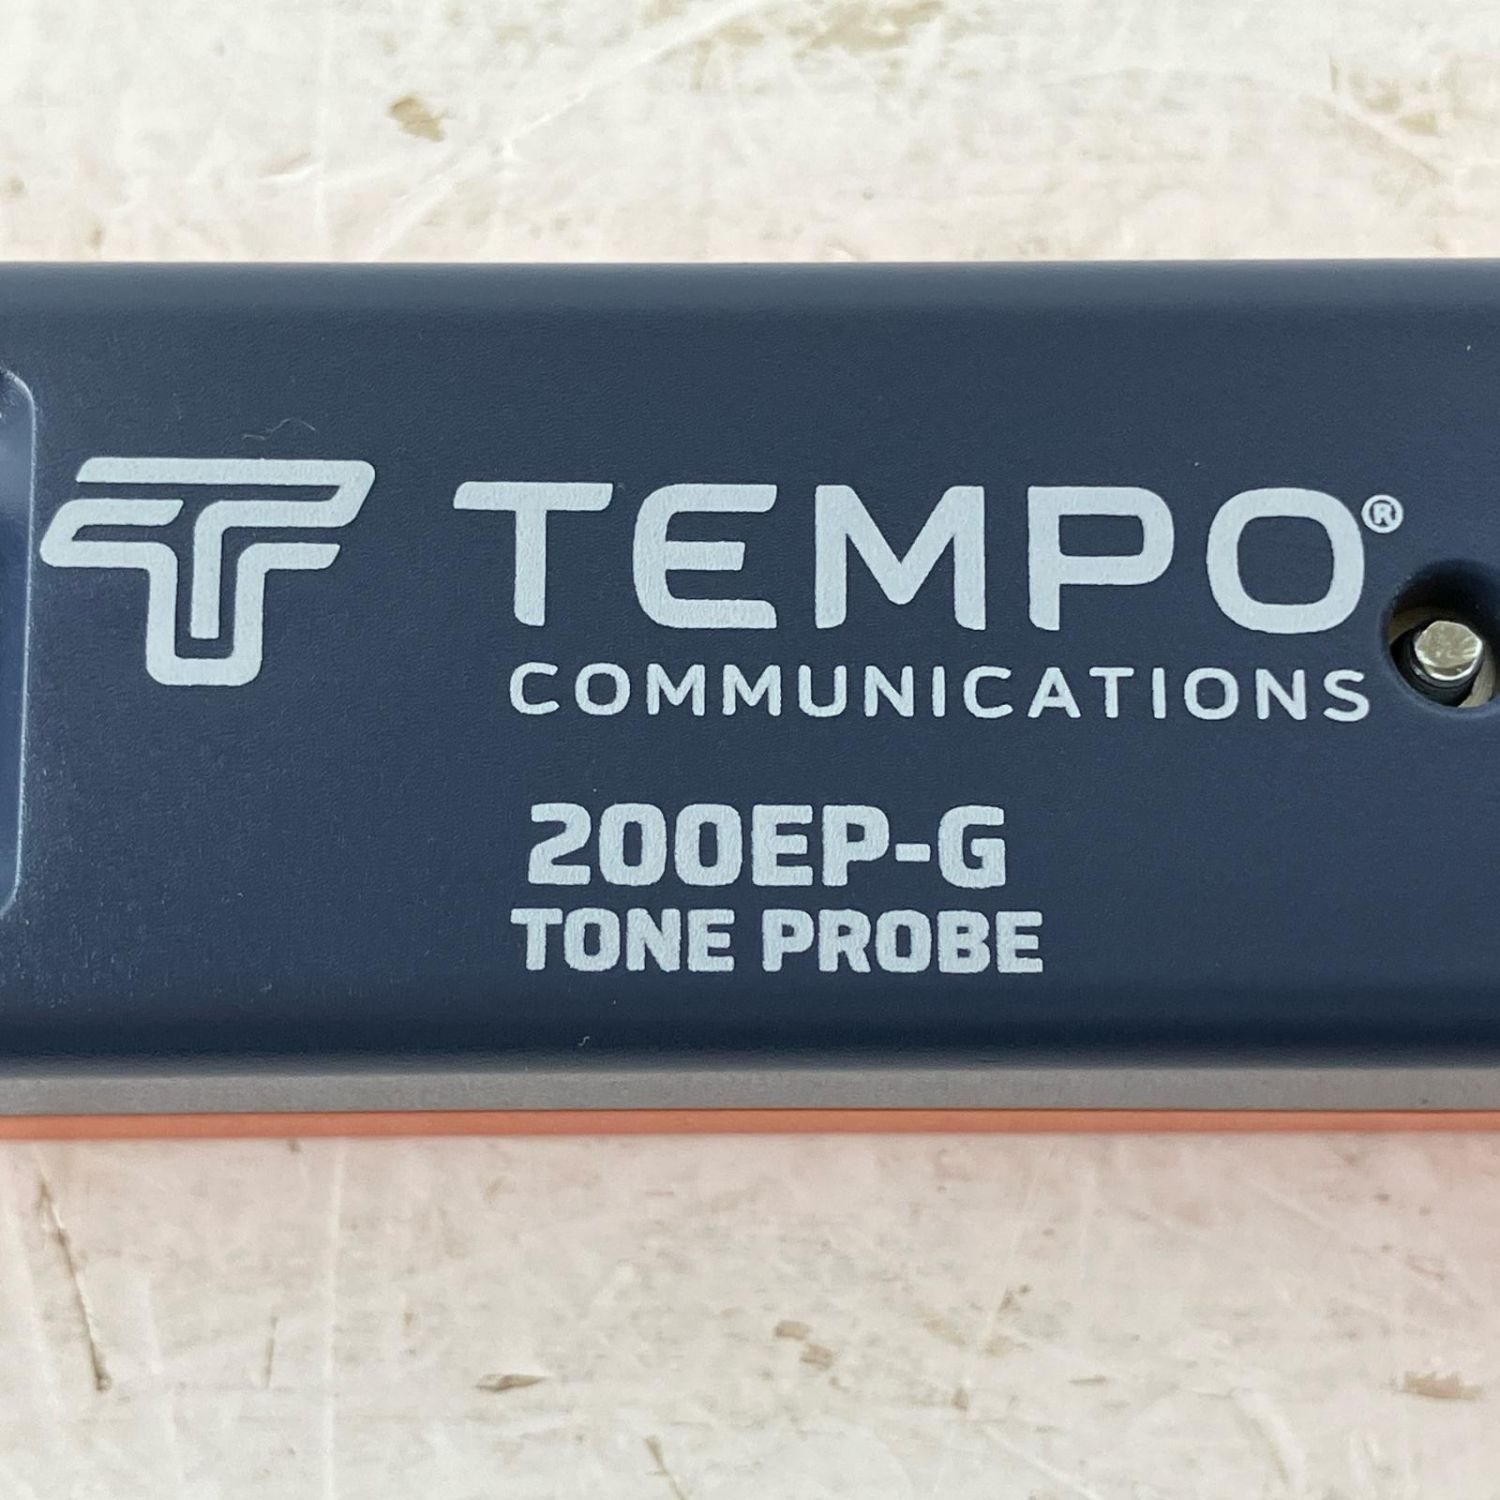 TEMPO®
COMMUNICATIONS
200EP-G
TONE PROBE